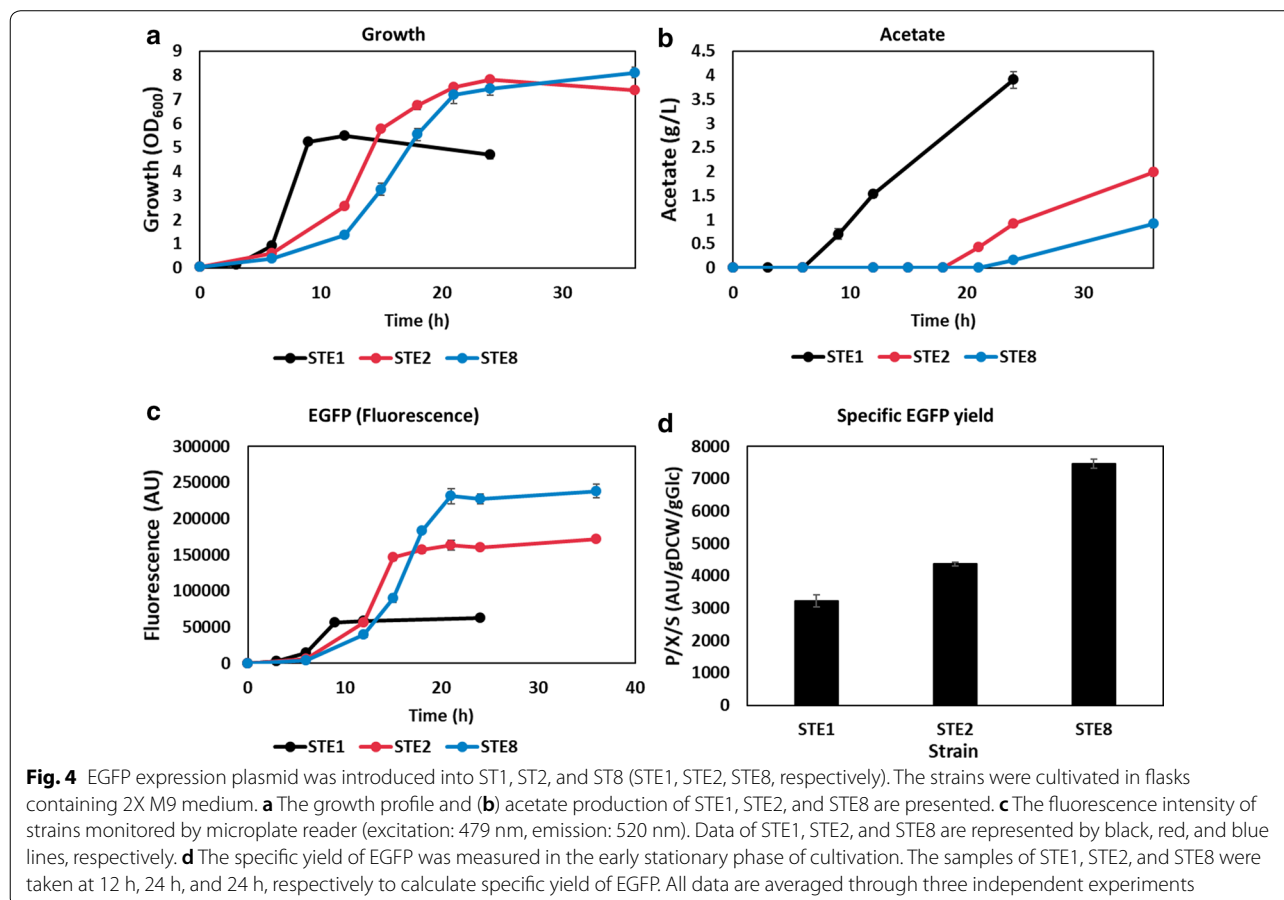 a
Growth
9
8
7
6
5
4
3
2
1
0
Growth (OD600)
0 10 20 30
Time (h)
STE1 STE2 STE8
b
Acetate
4.5
4
3.5
3
2.5
2
1.5
1
0.5
0
Acetate (g/L)
0 10 20 30
Time (h)
STE1 STE2 STE8
c
EGFP (Fluorescence)
300000
250000
200000
150000
100000
50000
0
Fluorescence (AU)
0 10 20 30 40
Time (h)
STE1 STE2 STE8
d
Specific EGFP yield
8000
7000
6000
5000
4000
3000
2000
1000
0
P/X/S (AU/gDCW/gGlc)
STE1 STE2 STE8
Strain
Fig. 4 EGFP expression plasmid was introduced into ST1, ST2, and ST8 (STE1, STE2, STE8, respectively). The strains were cultivated in flasks
containing 2X M9 medium. a The growth profile and (b) acetate production of STE1, STE2, and STE8 are presented. c The fluorescence intensity of
strains monitored by microplate reader (excitation: 479 nm, emission: 520 nm). Data of STE1, STE2, and STE8 are represented by black, red, and blue
lines, respectively. d The specific yield of EGFP was measured in the early stationary phase of cultivation. The samples of STE1, STE2, and STE8 were
taken at 12 h, 24 h, and 24 h, respectively to calculate specific yield of EGFP. All data are averaged through three independent experiments